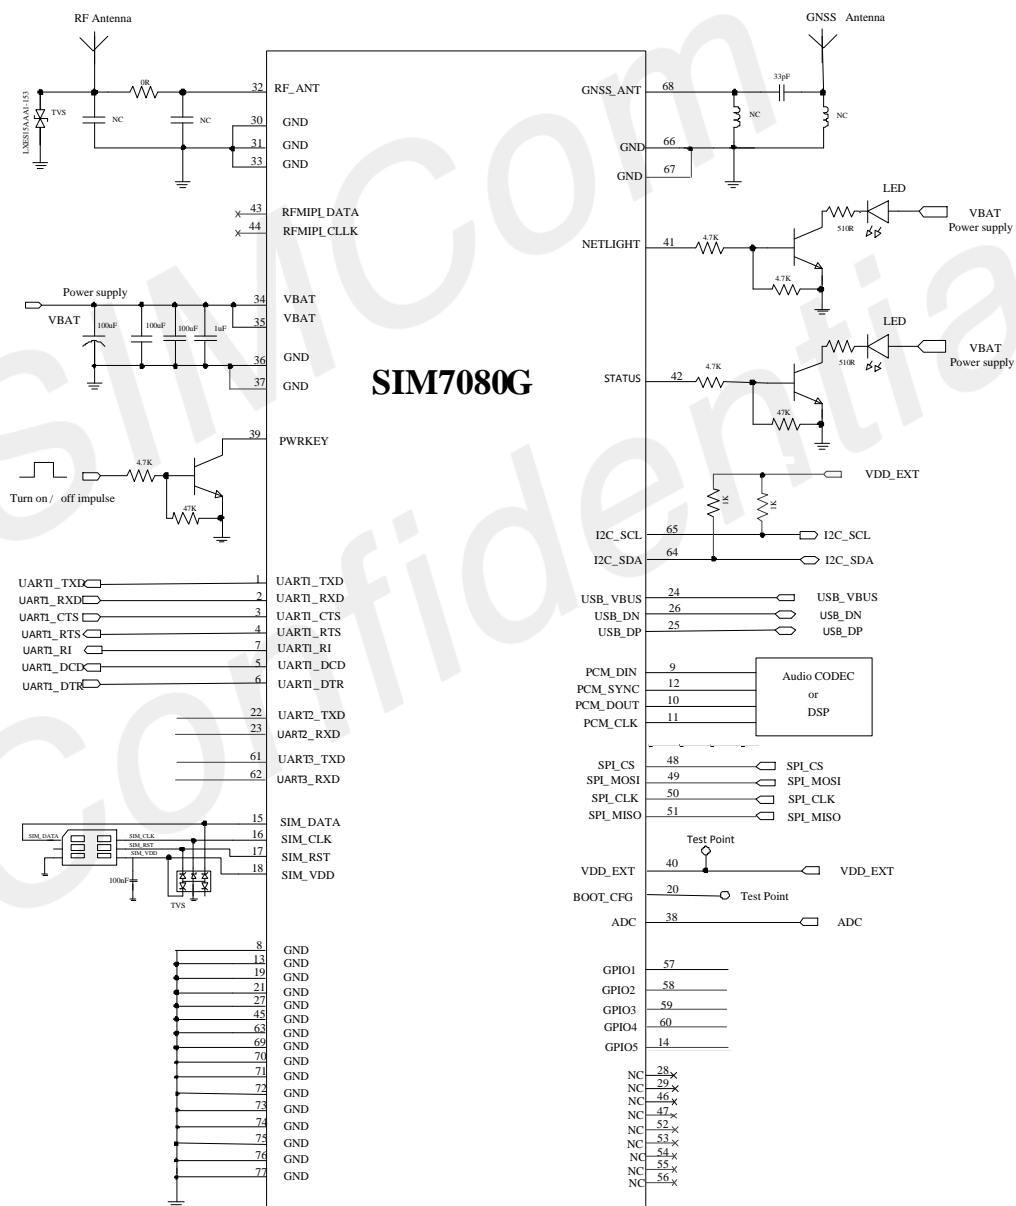 RF Antenna
GNSS Antenna
LXES15AAA1-153
TVS
0R
NC
NC
32 RF_ANT
30 GND
31 GND
33 GND
43 RFMIPI_DATA
44 RFMIPI_CLLK
Power supply
VBAT
100uF
100uF
100uF
1uF
34 VBAT
35 VBAT
36 GND
37 GND
39 PWRKEY
4.7K
47K
Turn on / off impulse
UART1_TXD 1 UART1_TXD
UART1_RXD 2 UART1_RXD
UART1_CTS 3 UART1_CTS
UART1_RTS 4 UART1_RTS
UART1_RI 7 UART1_RI
UART1_DCD 5 UART1_DCD
UART1_DTR 6 UART1_DTR
22 UART2_TXD
23 UART2_RXD
61 UART3_TXD
62 UART3_RXD
15 SIM_DATA
16 SIM_CLK
17 SIM_RST
18 SIM_VDD
SIM_DATA
SIM_CLK
SIM_RST
SIM_VDD
100nF
TVS
8 GND
13 GND
19 GND
21 GND
27 GND
45 GND
63 GND
69 GND
70 GND
71 GND
72 GND
73 GND
74 GND
75 GND
76 GND
77 GND
SIM7080G
GNSS_ANT 68
33pF
NC
NC
GND 66
GND 67
NETLIGHT 41
4.7K
4.7K
510R
LED
VBAT
Power supply
STATUS 42
4.7K
47K
510R
LED
VBAT
Power supply
VDD_EXT
1K
1K
I2C_SCL 65 I2C_SCL
I2C_SDA 64 I2C_SDA
USB_VBUS 24 USB_VBUS
USB_DN 26 USB_DN
USB_DP 25 USB_DP
PCM_DIN 9
PCM_SYNC 12
PCM_DOUT 10
PCM_CLK 11
Audio CODEC
or
DSP
SPI_CS 48 SPI_CS
SPI_MOSI 49 SPI_MOSI
SPI_CLK 50 SPI_CLK
SPI_MISO 51 SPI_MISO
Test Point
VDD_EXT 40 VDD_EXT
BOOT_CFG 20 Test Point
ADC 38 ADC
GPIO1 57
GPIO2 58
GPIO3 59
GPIO4 60
GPIO5 14
NC 28
NC 29
NC 46
NC 47
NC 52
NC 53
NC 54
NC 55
NC 56
SIMCom
Confidential